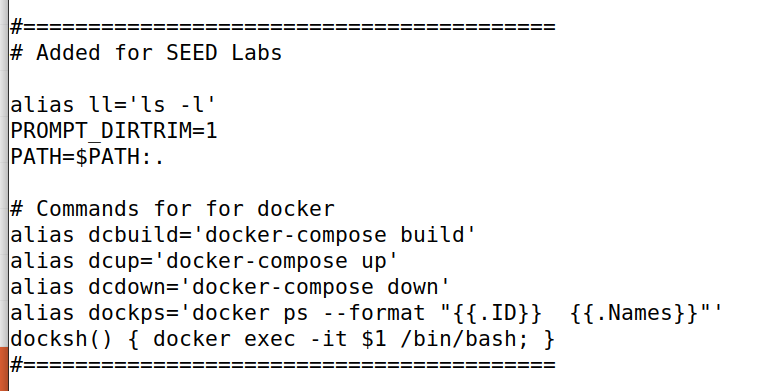 #=========================================
# Added for SEED Labs
alias ll='ls -l'
PROMPT_DIRTRIM=1
PATH=$PATH:.
# Commands for for docker
alias dcbuild='docker-compose build'
alias dcup='docker-compose up'
alias dcdown='docker-compose down'
alias dockps='docker ps --format "{{.ID}}  {{.Names}}"'
docksh() { docker exec -it $1 /bin/bash; }
#=========================================